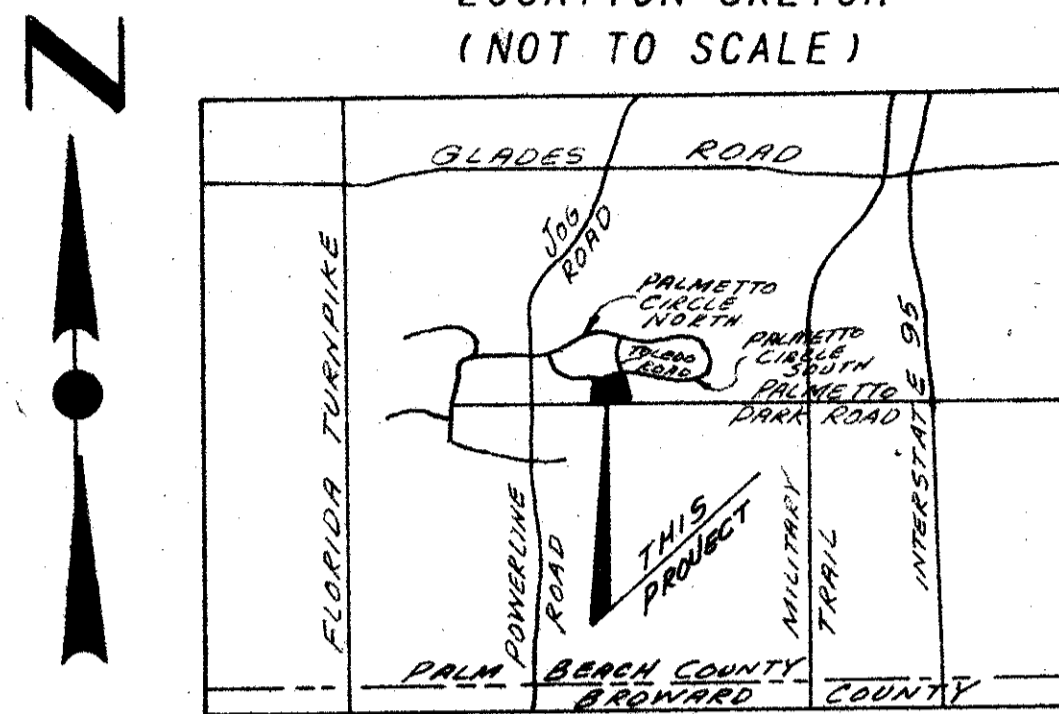 LOCATION SKETCH
(NOT TO SCALE)
N
GLADES ROAD
JOG
ROAD
PALMETTO
CIRCLE
NORTH
TOLEDO
ROAD
PALMETTO
CIRCLE
SOUTH
PALMETTO
PARK ROAD
FLORIDA TURNPIKE
POWERLINE
ROAD
THIS
PROJECT
MILITARY
TRAIL
INTERSTATE 95
PALM BEACH COUNTY
BROWARD COUNTY